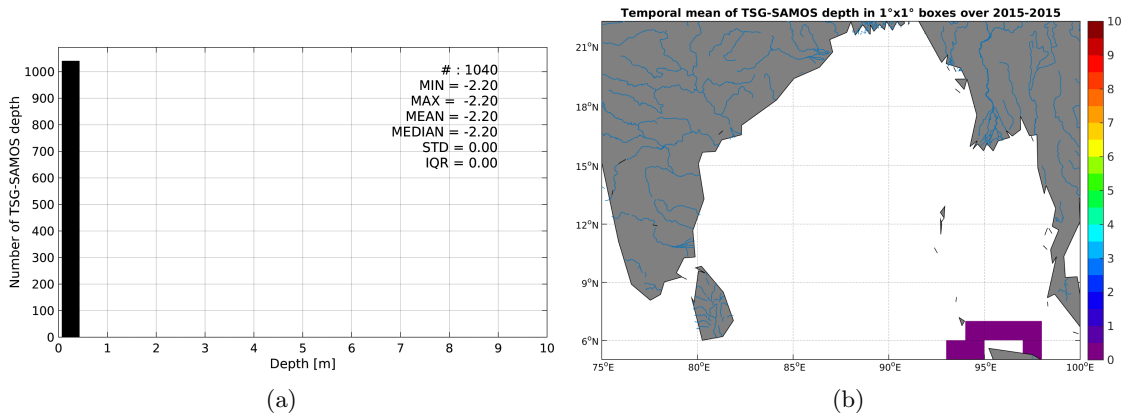 Temporal mean of TSG-SAMOS depth in 1°x1° boxes over 2015-2015
Number of TSG-SAMOS depth
1000
900
800
700
600
500
400
300
200
100
0
# : 1040
MIN = -2.20
MAX = -2.20
MEAN = -2.20
MEDIAN = -2.20
STD = 0.00
IQR = 0.00
0 1 2 3 4 5 6 7 8 9 10
Depth [m]
(a)
21°N
18°N
15°N
12°N
9°N
6°N
75°E 80°E 85°E 90°E 95°E 100°E
10
9
8
7
6
5
4
3
2
1
0
(b)